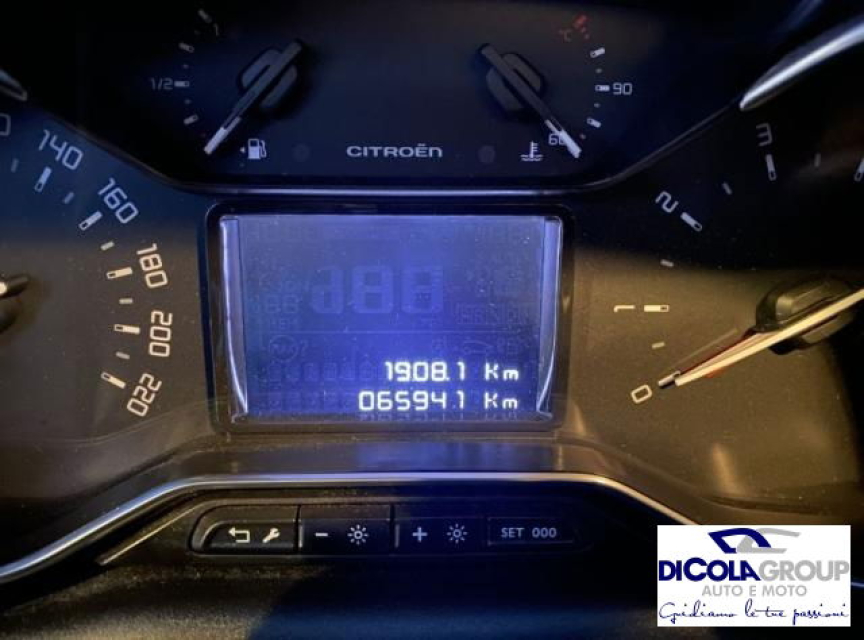 1
1/2
°C
90
60
CITROËN
140
160
180
200
220
3
2
1
0
1908.1 Km
065941 Km
- +
SET 000
DICOLAGROUP
AUTO E MOTO
Guidiamo le tue passioni